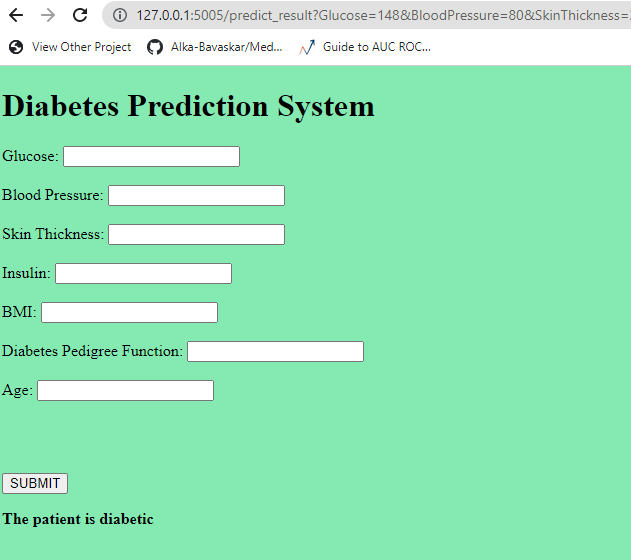 127.0.0.1:5005/predict_result?Glucose=148&BloodPressure=80&SkinThickness=
View Other Project Alka-Bavaskar/Med... Guide to AUC ROC...
Diabetes Prediction System
Glucose:
Blood Pressure:
Skin Thickness:
Insulin:
BMI:
Diabetes Pedigree Function:
Age:
SUBMIT
The patient is diabetic